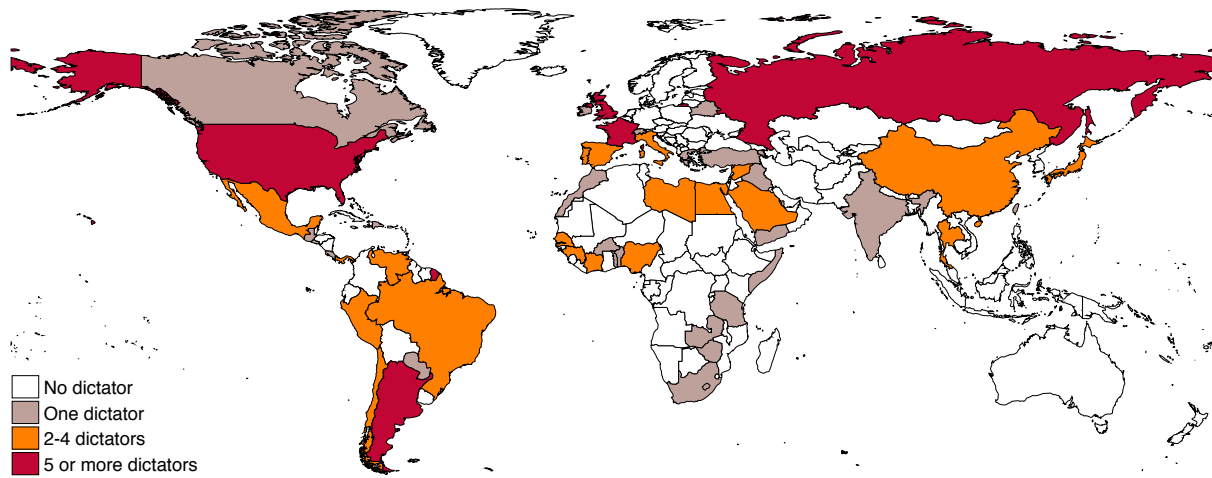 No dictator
One dictator
2-4 dictators
5 or more dictators